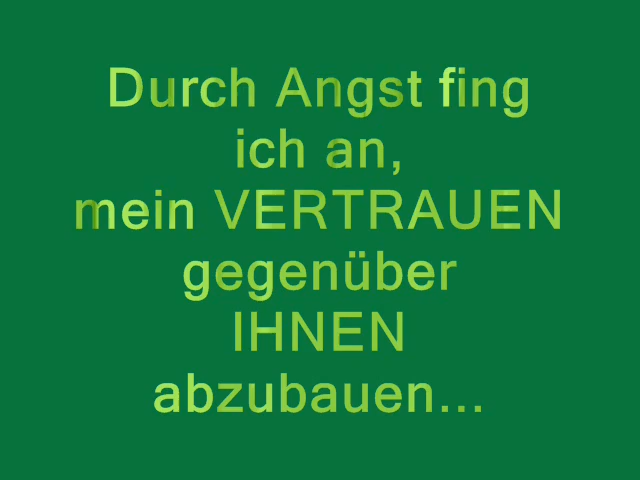 Durch Angst fing
ich an,
mein VERTRAUEN
gegenüber
IHNEN
abzubauen...